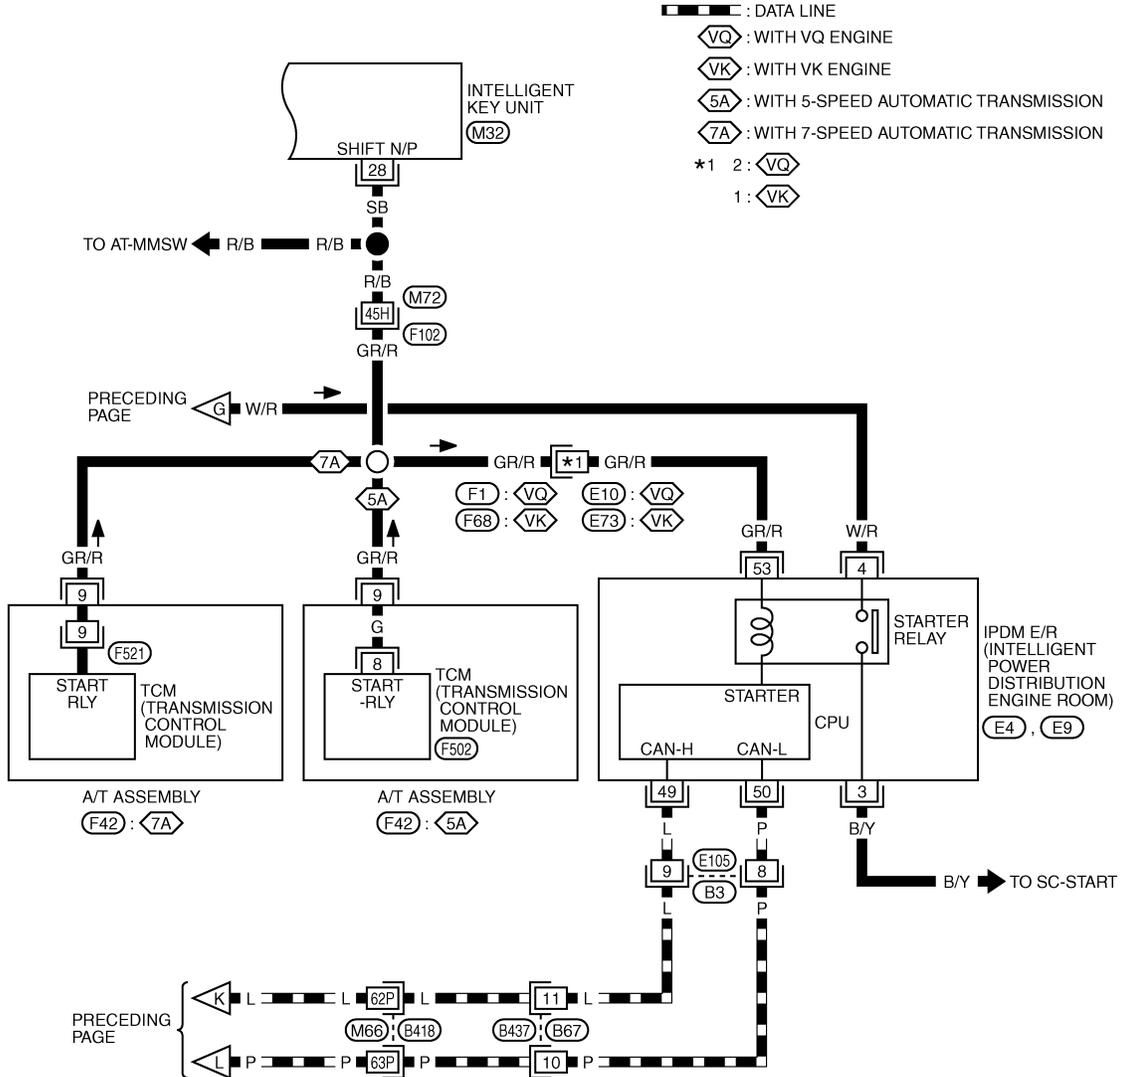 : DATA LINE
VQ : WITH VQ ENGINE
VK : WITH VK ENGINE
5A : WITH 5-SPEED AUTOMATIC TRANSMISSION
7A : WITH 7-SPEED AUTOMATIC TRANSMISSION
*1 2 : VQ
1 : VK
INTELLIGENT
KEY UNIT
M32
SHIFT N/P
28
SB
TO AT-MMSW R/B R/B
R/B
M72
45H
F102
GR/R
PRECEDING
PAGE
G W/R
7A
5A
GR/R *1 GR/R
F1 : VQ E10 : VQ
F68 : VK E73 : VK
GR/R W/R
GR/R GR/R
53 4
9 9
9 G
F521
8
START
RLY
TCM
(TRANSMISSION
CONTROL
MODULE)
START
-RLY
TCM
(TRANSMISSION
CONTROL
MODULE)
F502
STARTER
RELAY
IPDM E/R
(INTELLIGENT
POWER
DISTRIBUTION
ENGINE ROOM)
E4 , E9
STARTER
CPU
CAN-H CAN-L
49 50 3
A/T ASSEMBLY
F42 : 7A
A/T ASSEMBLY
F42 : 5A
L P B/Y
9 E105 8
B3
L P
B/Y TO SC-START
PRECEDING
PAGE
K L L 62P L 11 L
M66 B418 B437 B67
L P P 63P P 10 P